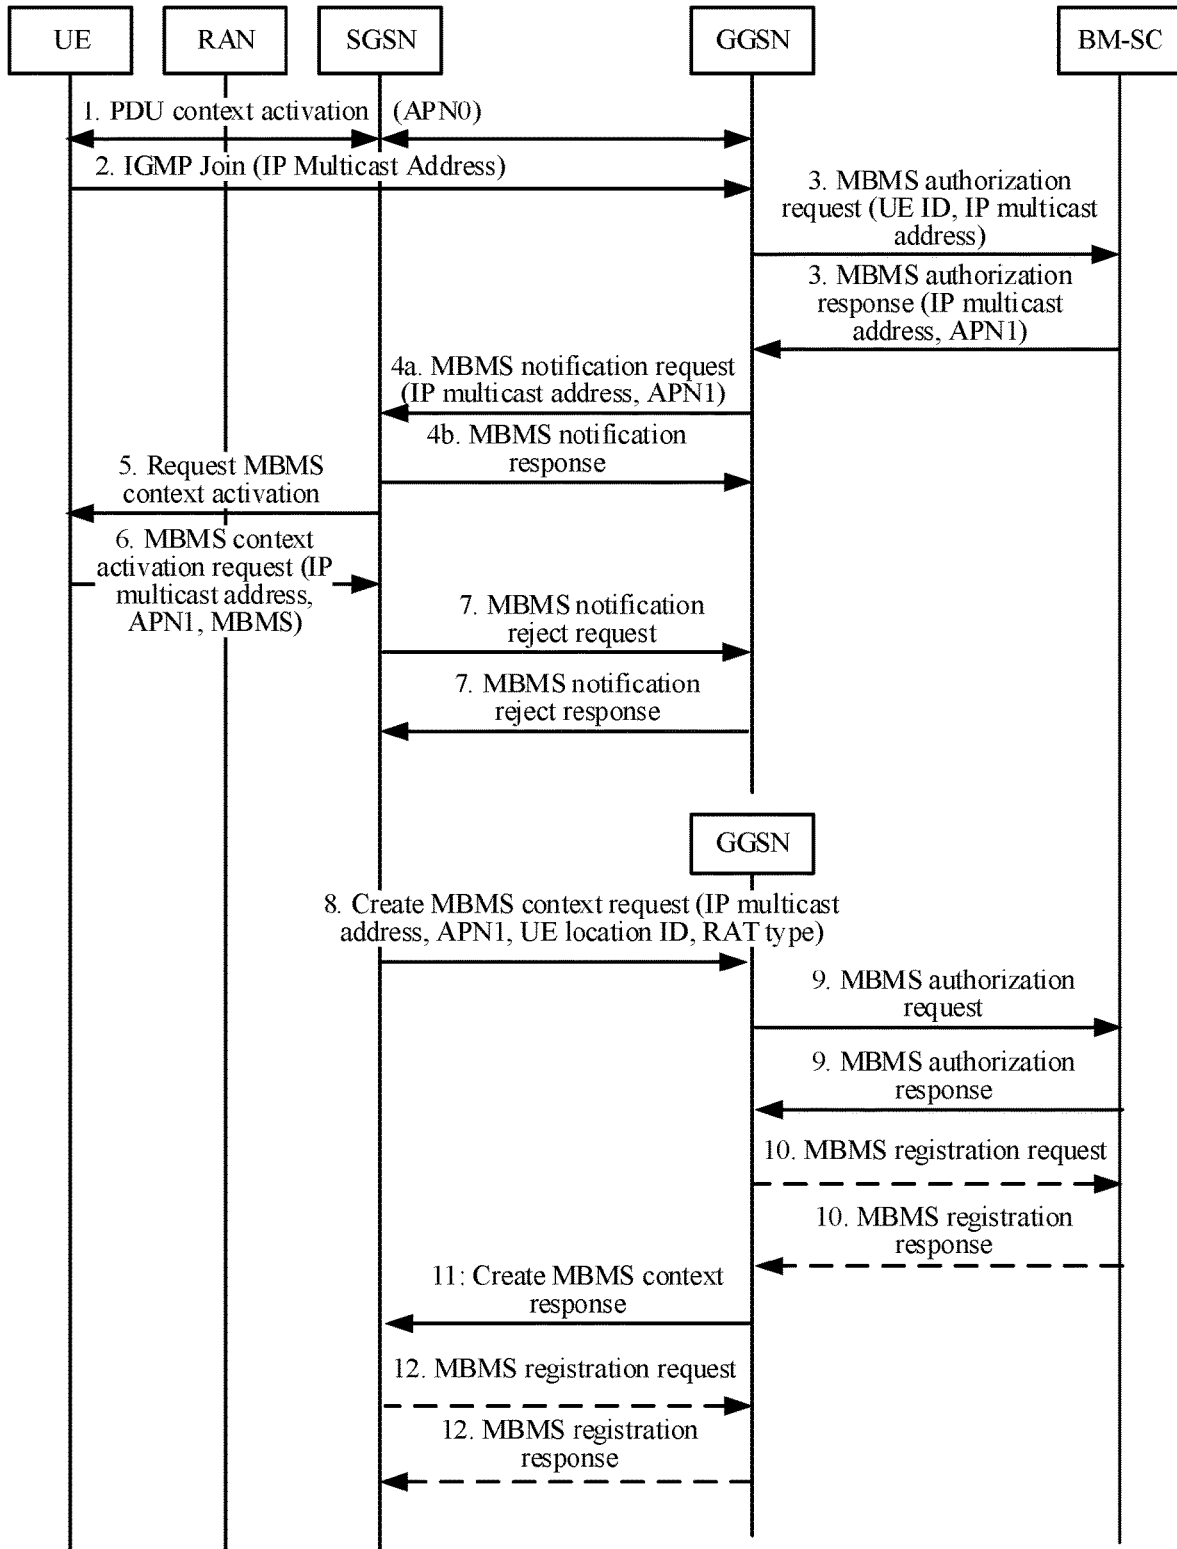 UE
RAN
SGSN
GGSN
BM-SC
1. PDU context activation (APN0)
2. IGMP Join (IP Multicast Address)
3. MBMS authorization
request (UE ID, IP multicast
address)
3. MBMS authorization
response (IP multicast
address, APN1)
4a. MBMS notification request
(IP multicast address, APN1)
4b. MBMS notification
response
5. Request MBMS
context activation
6. MBMS context
activation request (IP
multicast address,
APN1, MBMS)
7. MBMS notification
reject request
7. MBMS notification
reject response
GGSN
8. Create MBMS context request (IP multicast
address, APN1, UE location ID, RAT type)
9. MBMS authorization
request
9. MBMS authorization
response
10. MBMS registration request
10. MBMS registration
response
11: Create MBMS context
response
12. MBMS registration request
12. MBMS registration
response